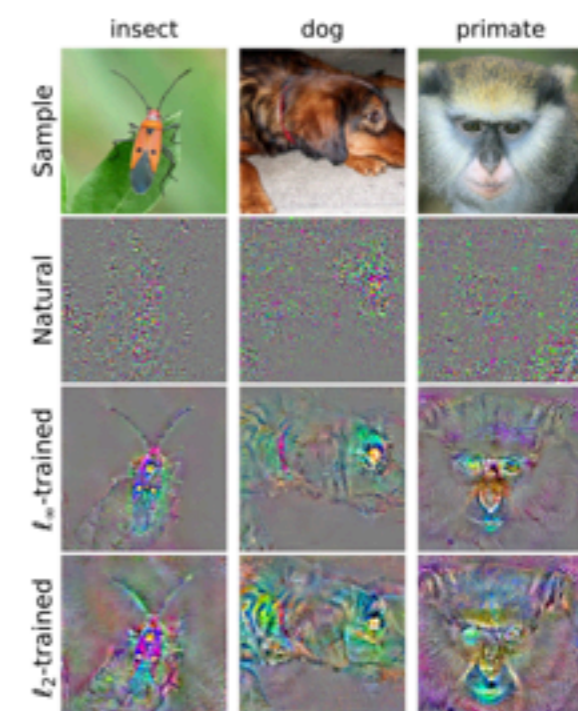 insect dog primate
Sample
Natural
ℓ∞-trained
ℓ2-trained